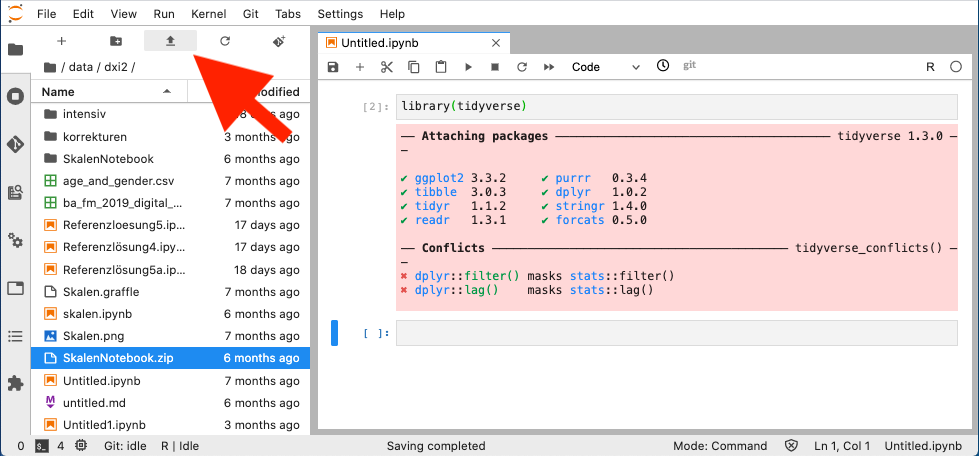 File Edit View Run Kernel Git Tabs Settings Help
Untitled.ipynb
Code
git
R
/ data / dxi2 /
Name
intensiv
korrekturen 3 months ago
SkalenNotebook 6 months ago
age_and_gender.csv 7 months ago
ba_fm_2019_digital_... 7 months ago
Referenzloesung5.ip... 17 days ago
Referenzlösung4.ipy... 17 days ago
Referenzlösung5a.ip... 18 days ago
Skalen.graffle 7 months ago
skalen.ipynb 6 months ago
Skalen.png 7 months ago
SkalenNotebook.zip 6 months ago
Untitled.ipynb 7 months ago
untitled.md 6 months ago
Untitled1.ipynb 3 months ago
[2]: library(tidyverse)
── Attaching packages ─────────────────────────────────────── tidyverse 1.3.0 ─
─
✔ ggplot2 3.3.2 ✔ purrr 0.3.4
✔ tibble 3.0.3 ✔ dplyr 1.0.2
✔ tidyr 1.1.2 ✔ stringr 1.4.0
✔ readr 1.3.1 ✔ forcats 0.5.0
── Conflicts ────────────────────────────────────────── tidyverse_conflicts() ─
─
✖ dplyr::filter() masks stats::filter()
✖ dplyr::lag() masks stats::lag()
[ ]:
0 4 Git: idle R | Idle Saving completed Mode: Command Ln 1, Col 1 Untitled.ipynb